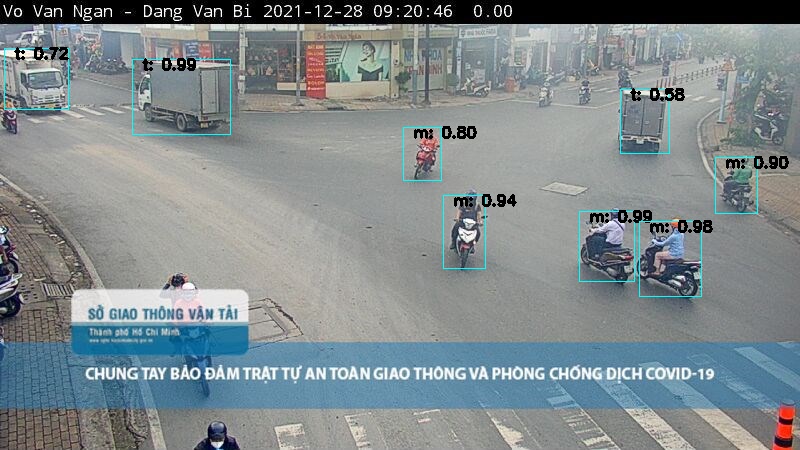 Vo Van Ngan - Dang Van Bi 2021-12-28 09:20:46 0.00
t: 0.72
t: 0.99
t: 0.58
m: 0.80
m: 0.90
m: 0.94
m: 0.99
m: 0.98
SỞ GIAO THÔNG VẬN TẢI
Thành phố Hồ Chí Minh
CHUNG TAY BẢO ĐẢM TRẬT TỰ AN TOÀN GIAO THÔNG VÀ PHÒNG CHỐNG DỊCH COVID-19